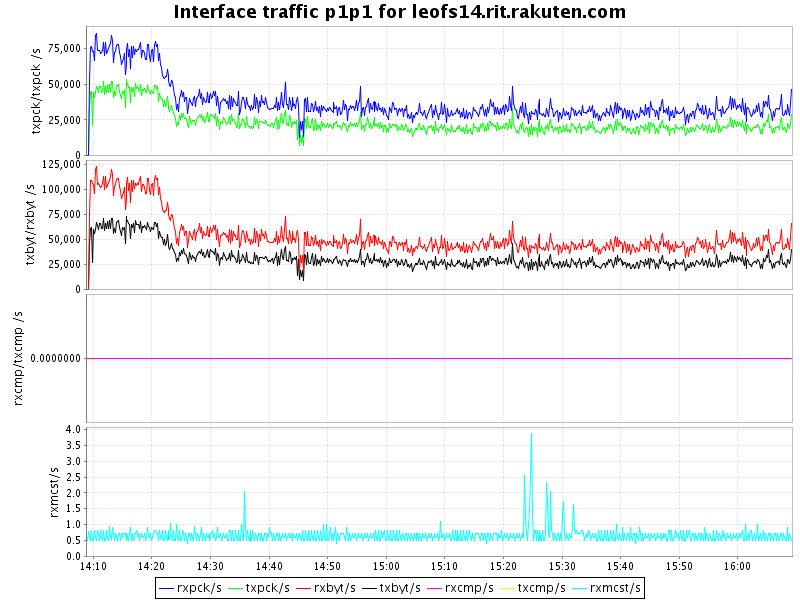 Interface traffic p1p1 for leofs14.rit.rakuten.com
txpck/txpck /s
75,000
50,000
25,000
0
txbyt/rxbyt /s
125,000
100,000
75,000
50,000
25,000
0
rxcmp/txcmp /s
0.0000000
rxmcst/s
4.0
3.5
3.0
2.5
2.0
1.5
1.0
0.5
0.0
14:10 14:20 14:30 14:40 14:50 15:00 15:10 15:20 15:30 15:40 15:50 16:00
rxpck/s txpck/s rxbyt/s txbyt/s rxcmp/s txcmp/s rxmcst/s